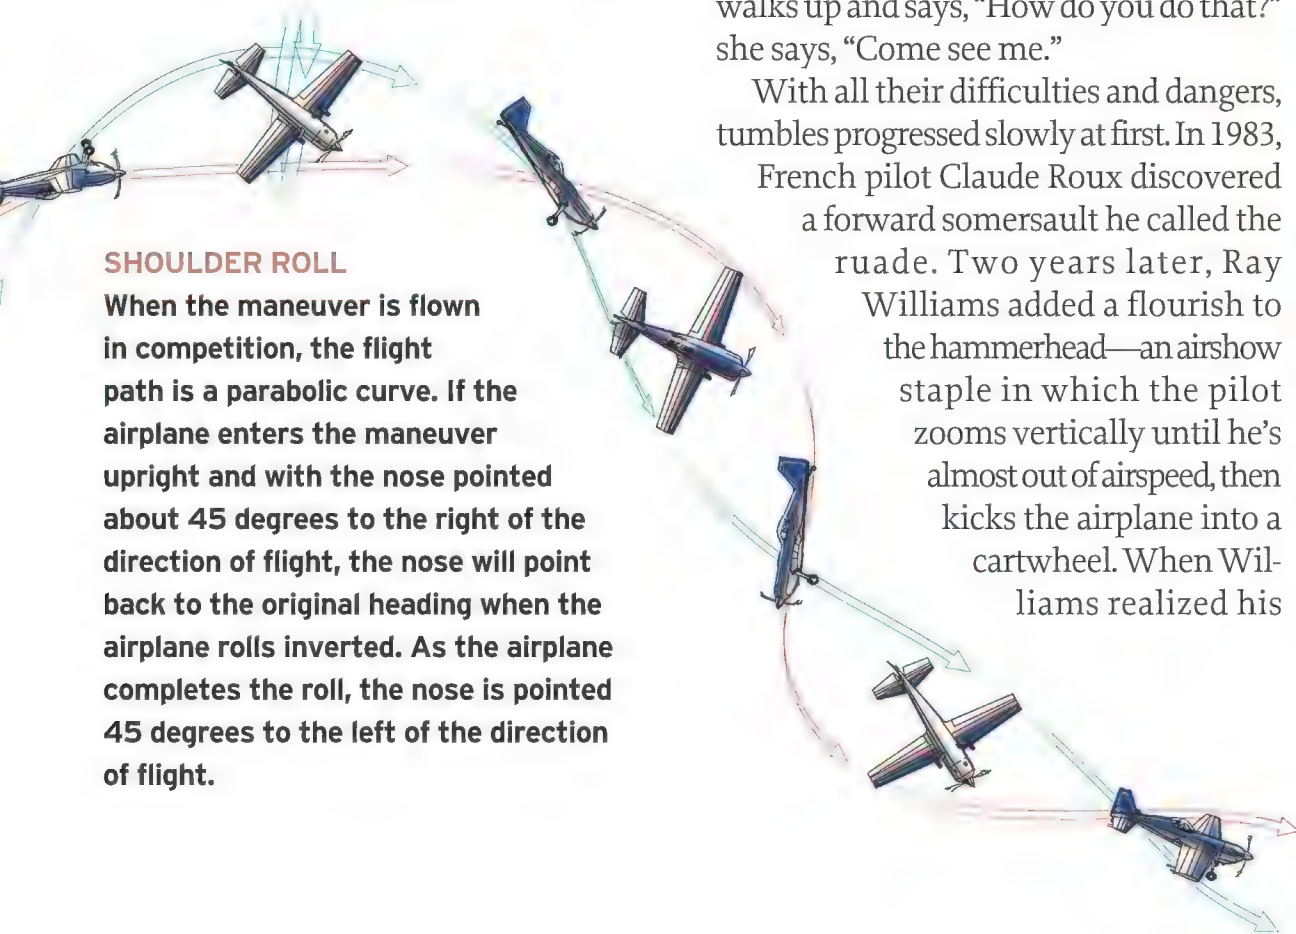 SHOULDER ROLL
When the maneuver is flown
in competition, the flight
path is a parabolic curve. If the
airplane enters the maneuver
upright and with the nose pointed
about 45 degrees to the right of the
direction of flight, the nose will point
back to the original heading when the
airplane rolls inverted. As the airplane
completes the roll, the nose is pointed
45 degrees to the left of the direction
of flight.
walks up and says, “How do you do that?”
she says, “Come see me.”
With all their difficulties and dangers,
tumbles progressed slowly at first. In 1983,
French pilot Claude Roux discovered
a forward somersault he called the
ruade. Two years later, Ray
Williams added a flourish to
the hammerhead—an airshow
staple in which the pilot
zooms vertically until he’s
almost out of airspeed, then
kicks the airplane into a
cartwheel. When Wil-
liams realized his